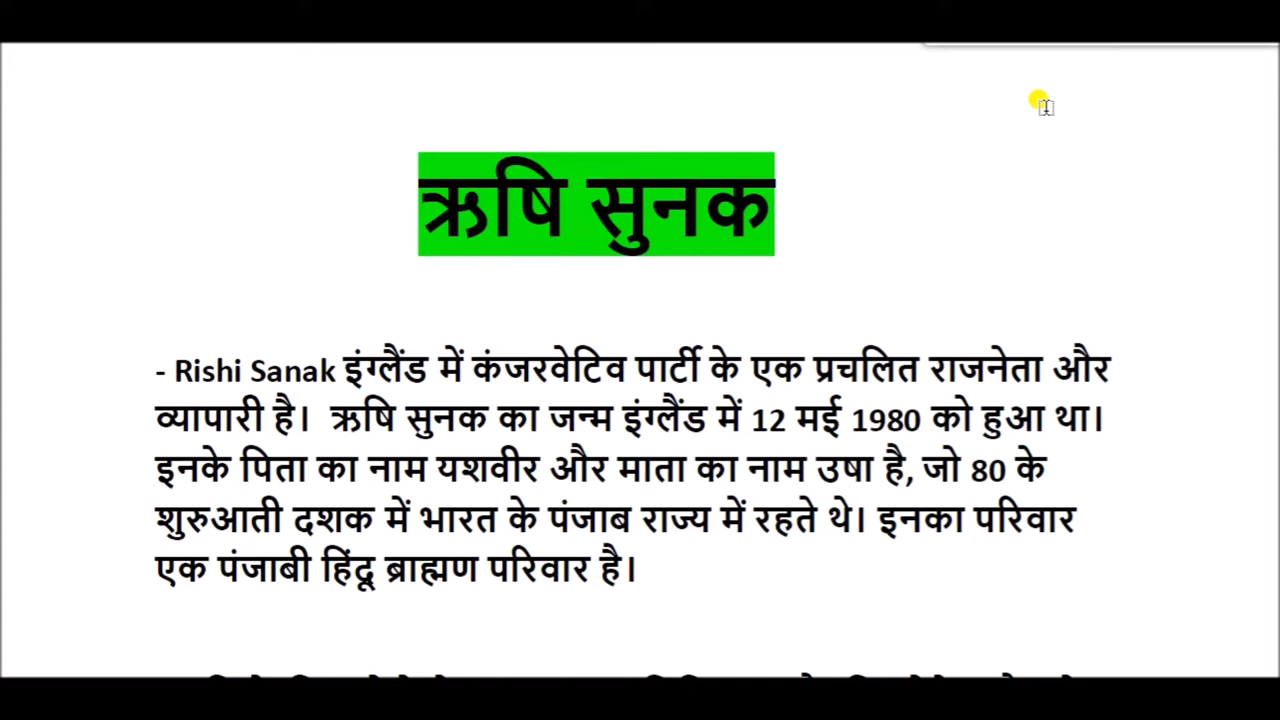 ऋषि सुनक
- Rishi Sanak इंग्लैंड में कंजरवेटिव पार्टी के एक प्रचलित राजनेता और
व्यापारी है। ऋषि सुनक का जन्म इंग्लैंड में 12 मई 1980 को हुआ था।
इनके पिता का नाम यशवीर और माता का नाम उषा है, जो 80 के
शुरुआती दशक में भारत के पंजाब राज्य में रहते थे। इनका परिवार
एक पंजाबी हिंदू ब्राह्मण परिवार है।